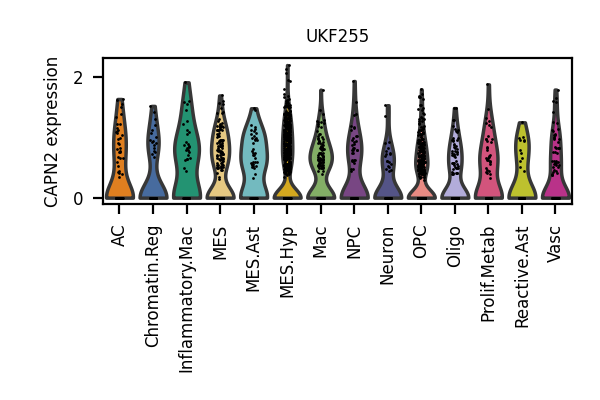 UKF255
CAPN2 expression
2
0
AC
Chromatin.Reg
Inflammatory.Mac
MES
MES.Ast
MES.Hyp
Mac
NPC
Neuron
OPC
Oligo
Prolif.Metab
Reactive.Ast
Vasc